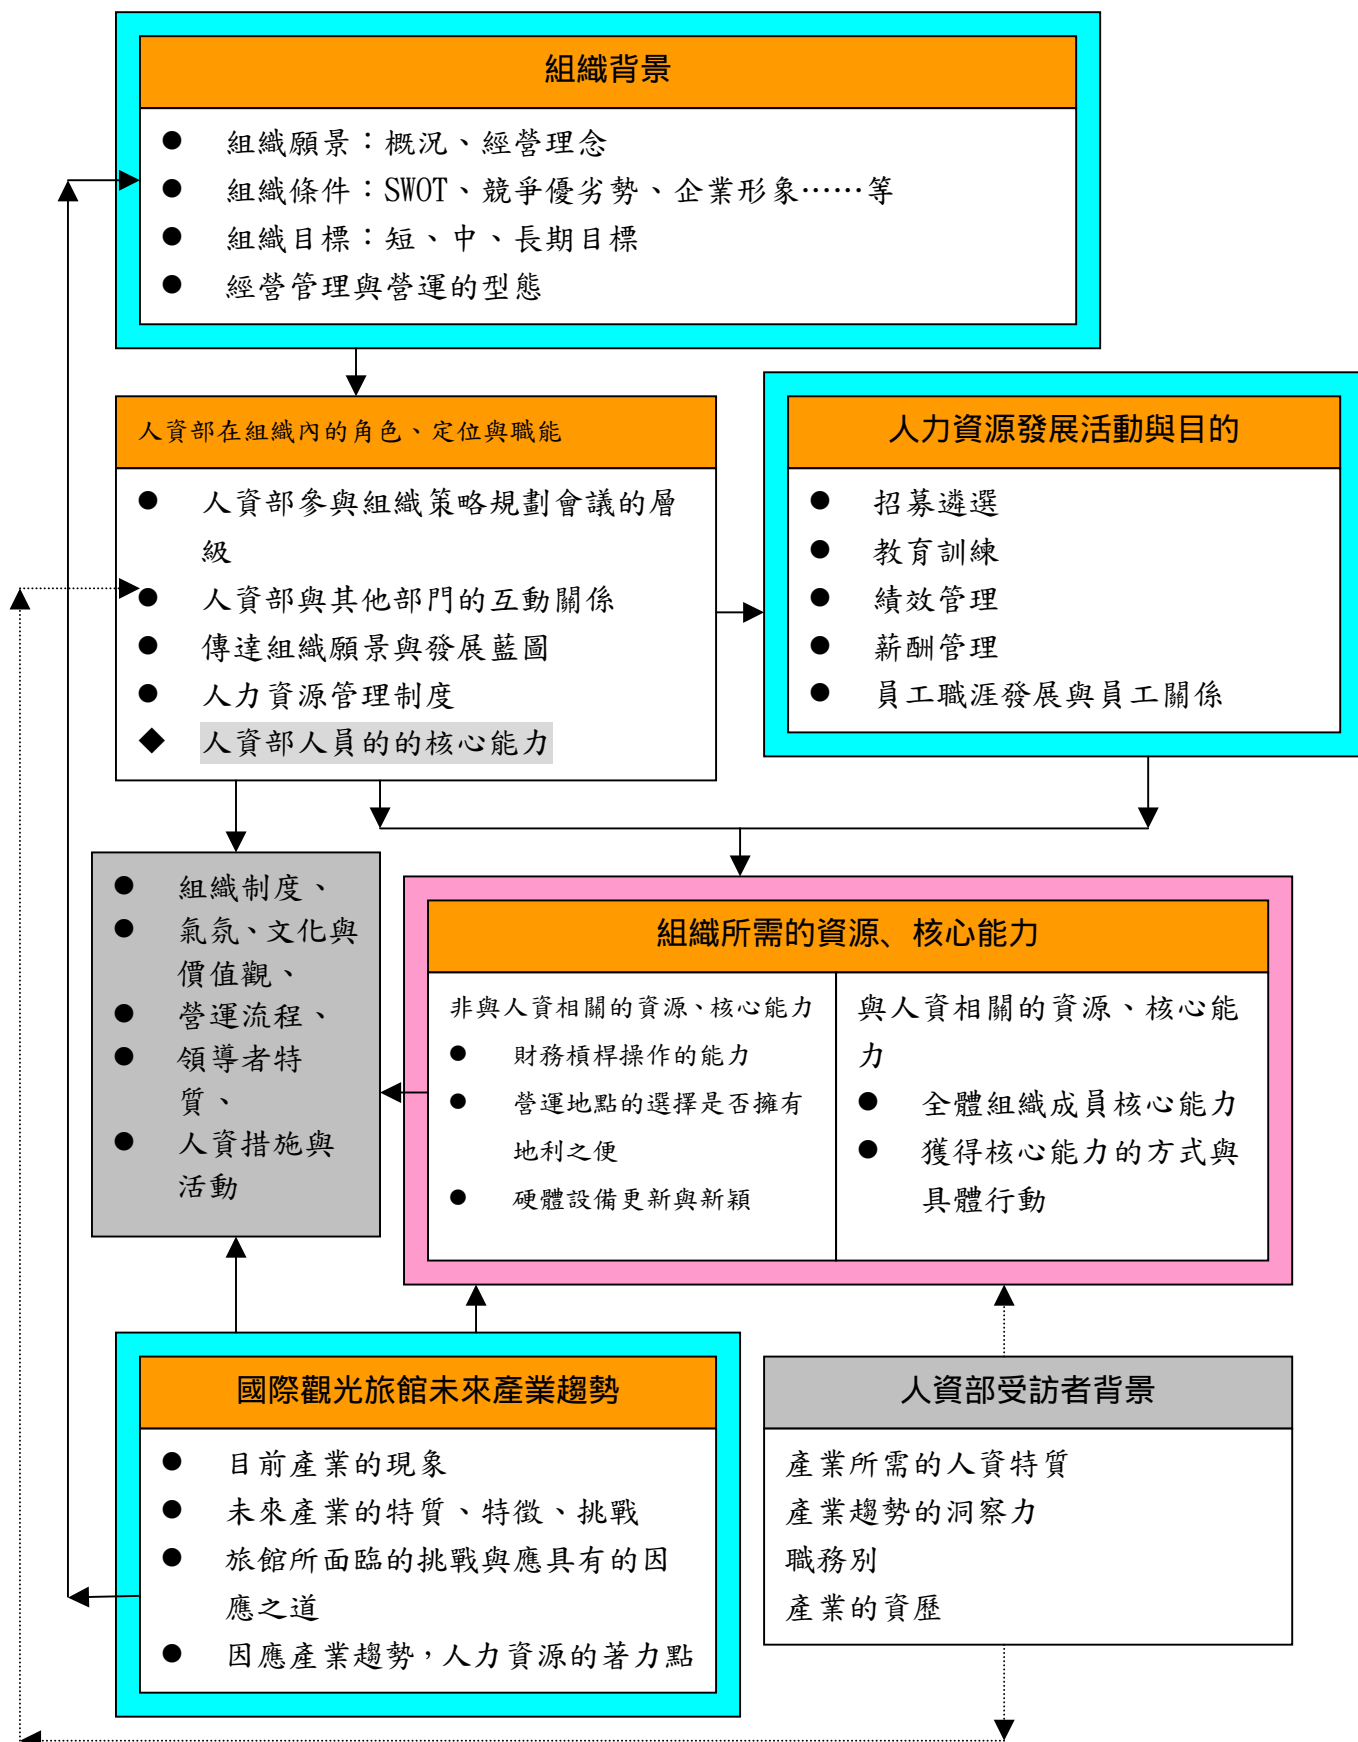 組織背景
組織願景：概況、經營理念
組織條件：SWOT、競爭優劣勢、企業形象……等
組織目標：短、中、長期目標
經營管理與營運的型態
人資部在組織內的角色、定位與職能
人資部參與組織策略規劃會議的層
級
人資部與其他部門的互動關係
傳達組織願景與發展藍圖
人力資源管理制度
人資部人員的的核心能力
人力資源發展活動與目的
招募遴選
教育訓練
績效管理
薪酬管理
員工職涯發展與員工關係
組織制度、
氣氛、文化與
價值觀、
營運流程、
領導者特
質、
人資措施與
活動
組織所需的資源、核心能力
非與人資相關的資源、核心能力
財務槓桿操作的能力
營運地點的選擇是否擁有
地利之便
硬體設備更新與新穎
與人資相關的資源、核心能
力
全體組織成員核心能力
獲得核心能力的方式與
具體行動
國際觀光旅館未來產業趨勢
目前產業的現象
未來產業的特質、特徵、挑戰
旅館所面臨的挑戰與應具有的因
應之道
因應產業趨勢，人力資源的著力點
人資部受訪者背景
產業所需的人資特質
產業趨勢的洞察力
職務別
產業的資歷